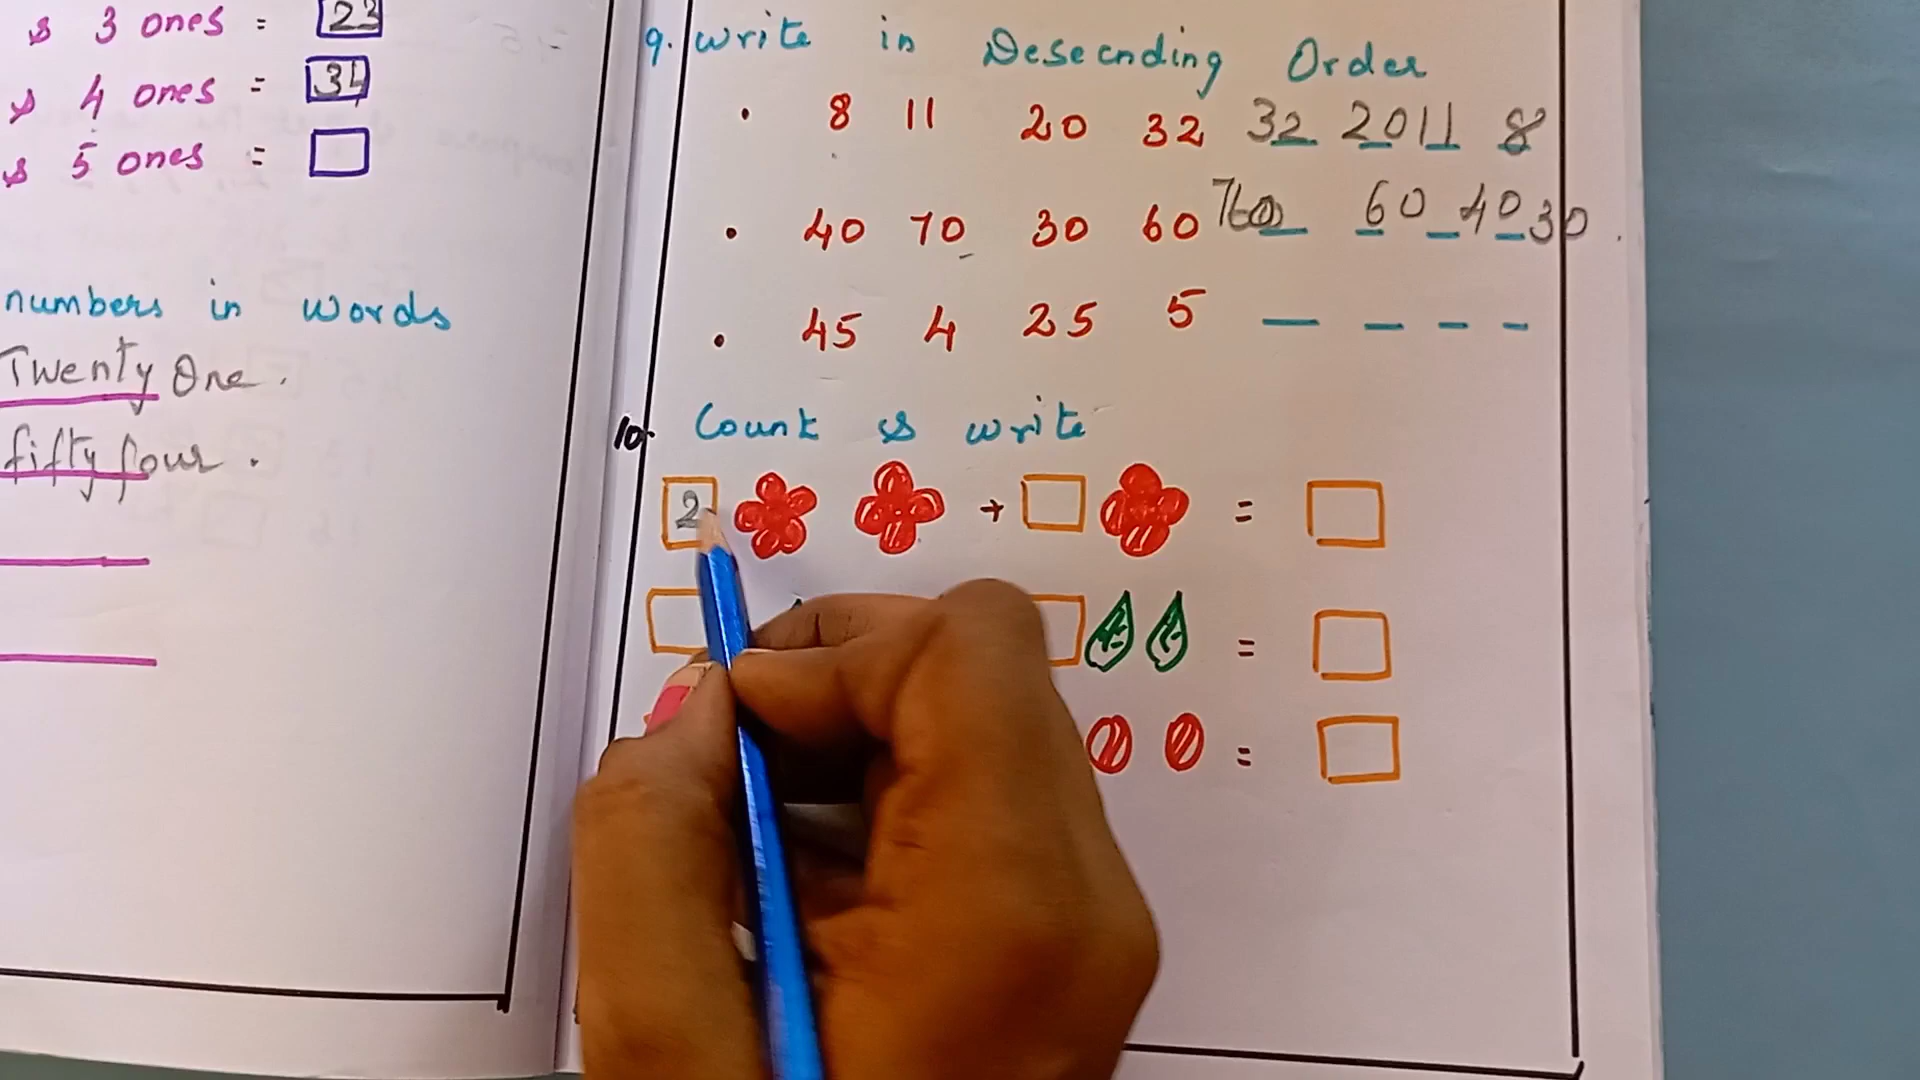 3 ones = 23
4 ones = 34
5 ones =
numbers in words
Twenty One.
fifty four.
9. Write in Desecnding Order
. 8 11 20 32 32 20 11 8
. 40 70 30 60 60 40 30
. 45 4 25 5 _ _ _ _
10. Count & write
2 + =
=
=